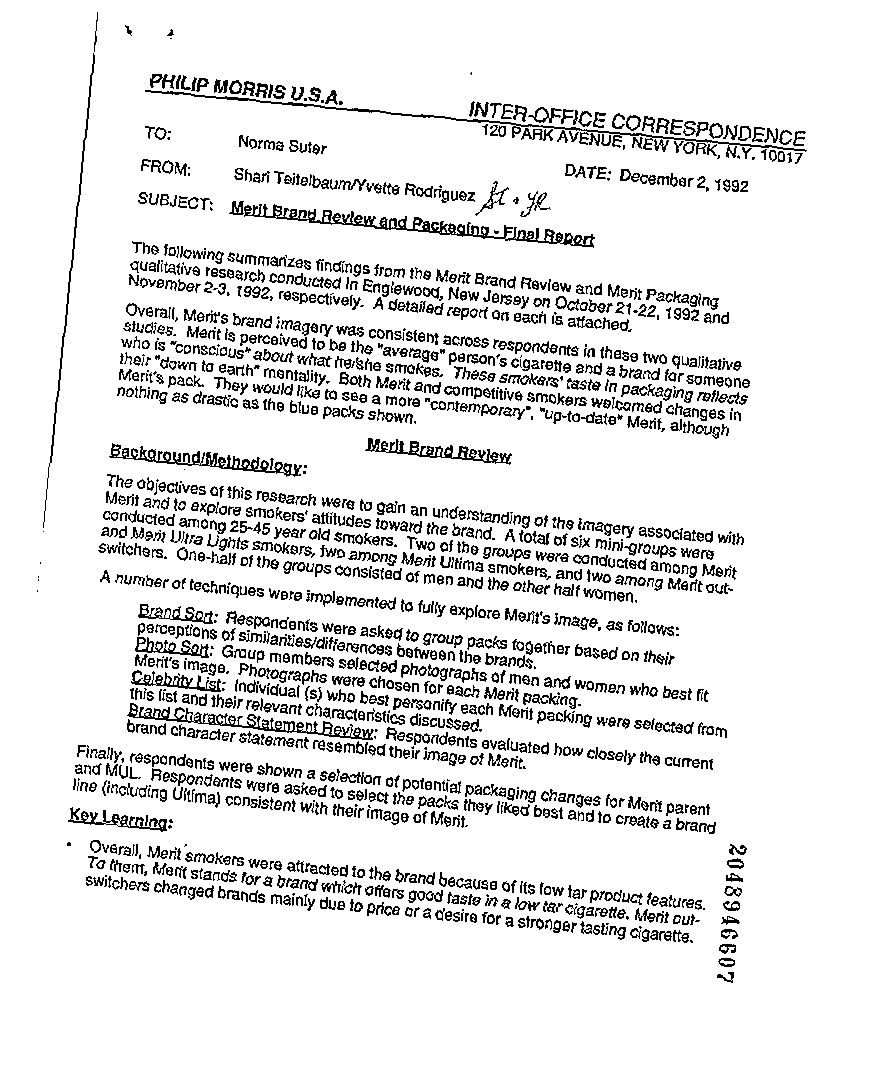 PHILIP MORRIS U.S.A.
INTER-OFFICE CORRESPONDENCE
120 PARK AVENUE, NEW YORK, N.Y. 10017
TO: Norma Suter
DATE: December 2, 1992
FROM: Shari Teitelbaum/Yvette Rodriguez
SUBJECT: Merit Brand Review and Packaging - Final Report
The following summarizes findings from the Merit Brand Review and Merit Packaging
qualitative research conducted in Englewood, New Jersey on October 21-22, 1992 and
November 2-3, 1992, respectively. A detailed report on each is attached.
Overall, Merit's brand imagery was consistent across respondents in these two qualitative
studies. Merit is perceived to be the "average" person's cigarette and a brand for someone
who is "conscious" about what he/she smokes. These smokers' taste in packaging reflects
their "down to earth" mentality. Both Merit and competitive smokers welcomed changes in
Merit's pack. They would like to see a more "contemporary", "up-to-date" Merit, although
nothing as drastic as the blue packs shown.
Merit Brand Review
Background/Methodology:
The objectives of this research were to gain an understanding of the imagery associated with
Merit and to explore smokers' attitudes toward the brand. A total of six mini-groups were
conducted among 25-45 year old smokers. Two of the groups were conducted among Merit
and Merit Ultra Lights smokers, two among Merit Ultima smokers, and two among Merit out-
switchers. One-half of the groups consisted of men and the other half women.
A number of techniques were implemented to fully explore Merit's image, as follows:
Brand Sort: Respondents were asked to group packs together based on their
perceptions of similarities/differences between the brands.
Photo Sort: Group members selected photographs of men and women who best fit
Merit's image. Photographs were chosen for each Merit packing.
Celebrity List: Individual (s) who best personify each Merit packing were selected from
this list and their relevant characteristics discussed.
Brand Character Statement Review: Respondents evaluated how closely the current
brand character statement resembled their image of Merit.
Finally, respondents were shown a selection of potential packaging changes for Merit parent
and MUL. Respondents were asked to select the packs they liked best and to create a brand
line (including Ultima) consistent with their image of Merit.
Key Learning:
• Overall, Merit smokers were attracted to the brand because of its low tar product features.
To them, Merit stands for a brand which offers good taste in a low tar cigarette. Merit out-
switchers changed brands mainly due to price or a desire for a stronger tasting cigarette.
2048946607